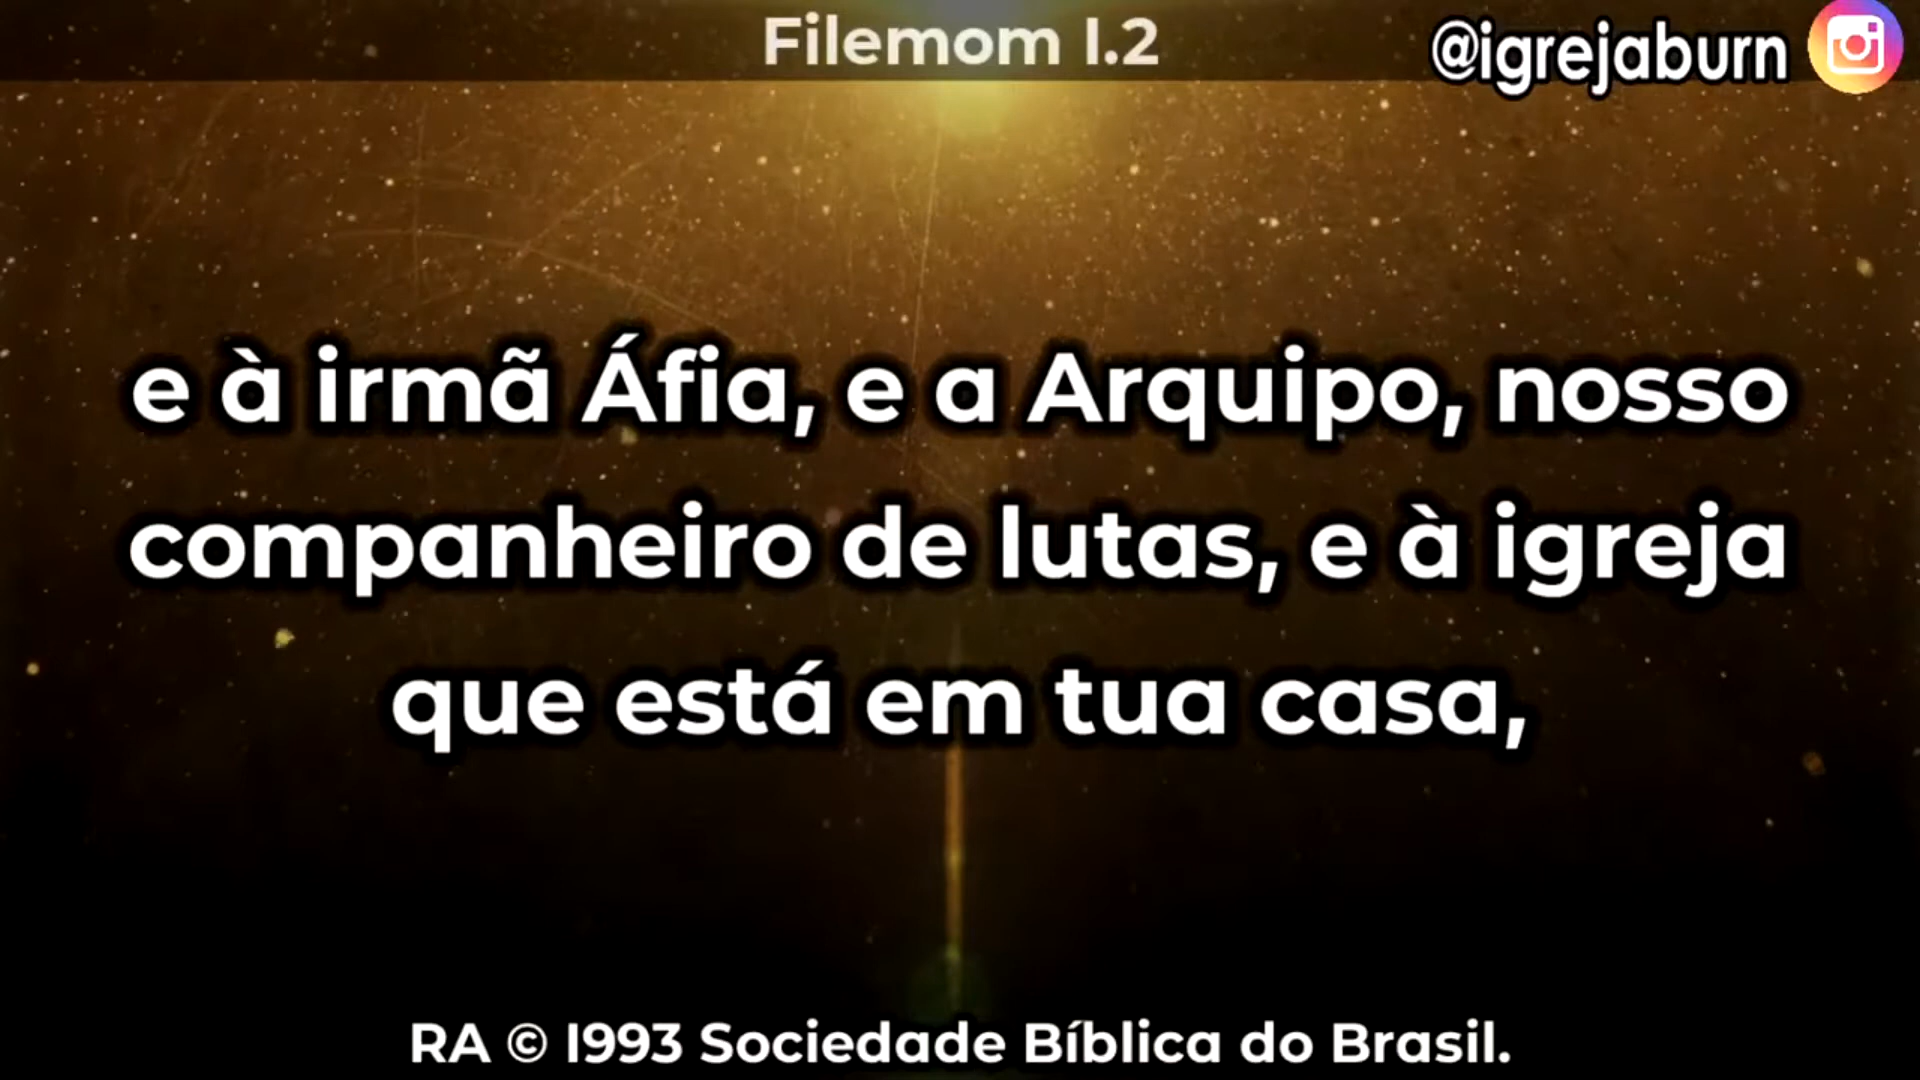 Filemom 1.2
@igrejaburn
e à irmã Áfia, e a Arquipo, nosso
companheiro de lutas, e à igreja
que está em tua casa,
RA © 1993 Sociedade Bíblica do Brasil.